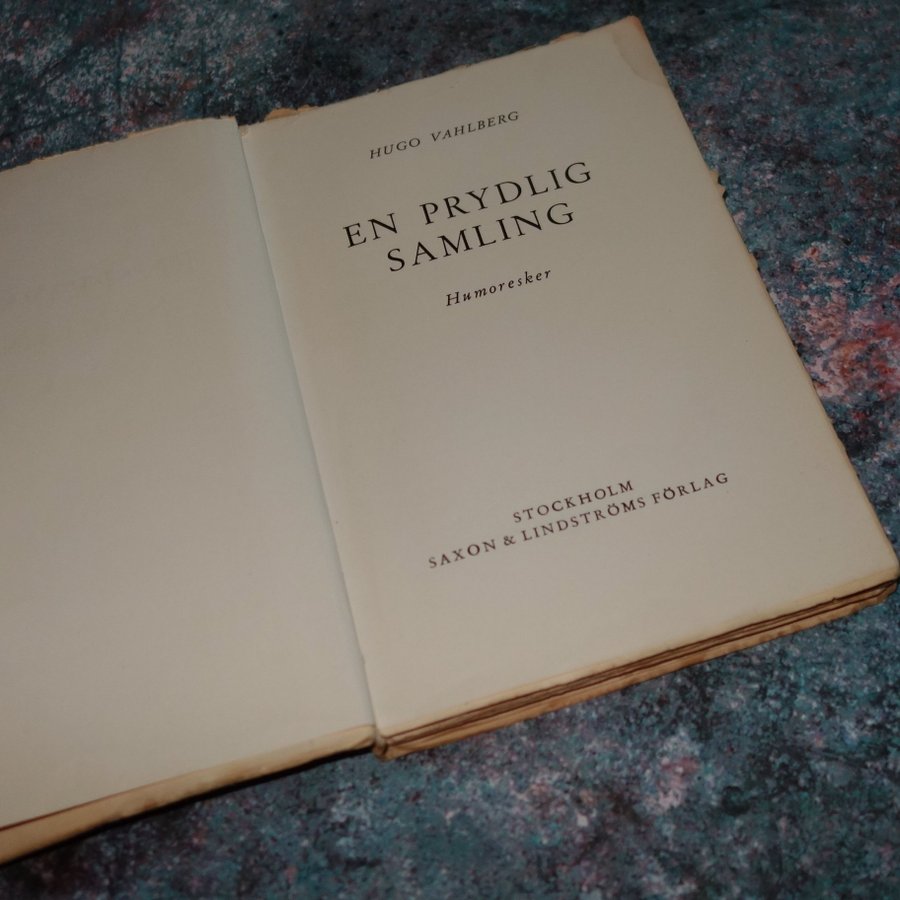 HUGO VAHLBERG
EN PRYDLIG
SAMLING
Humoresker
STOCKHOLM
SAXON & LINDSTRÖMS FÖRLAG